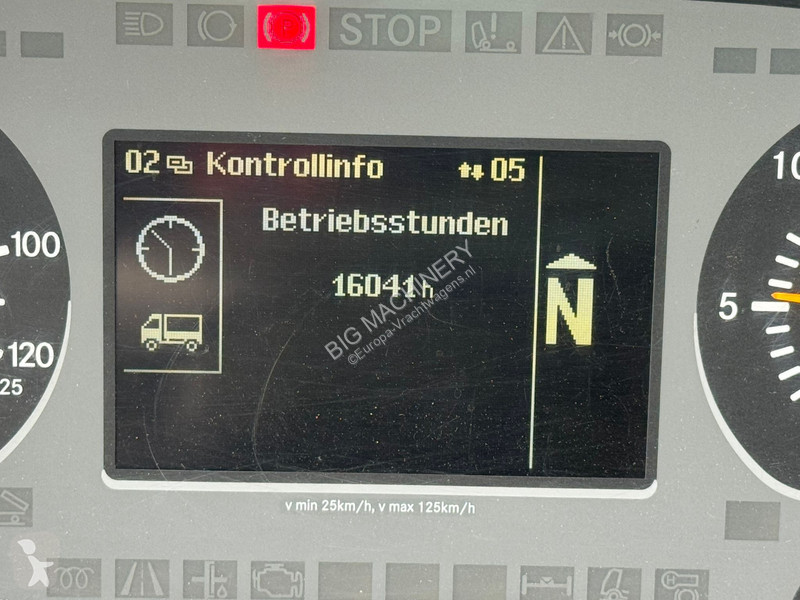 STOP
02 Kontrollinfo 05
Betriebsstunden
16041 h
N
100
120
25
10
5
BIG MACHINERY
©Europa-Vrachtwagens.nl
v min 25km/h, v max 125km/h